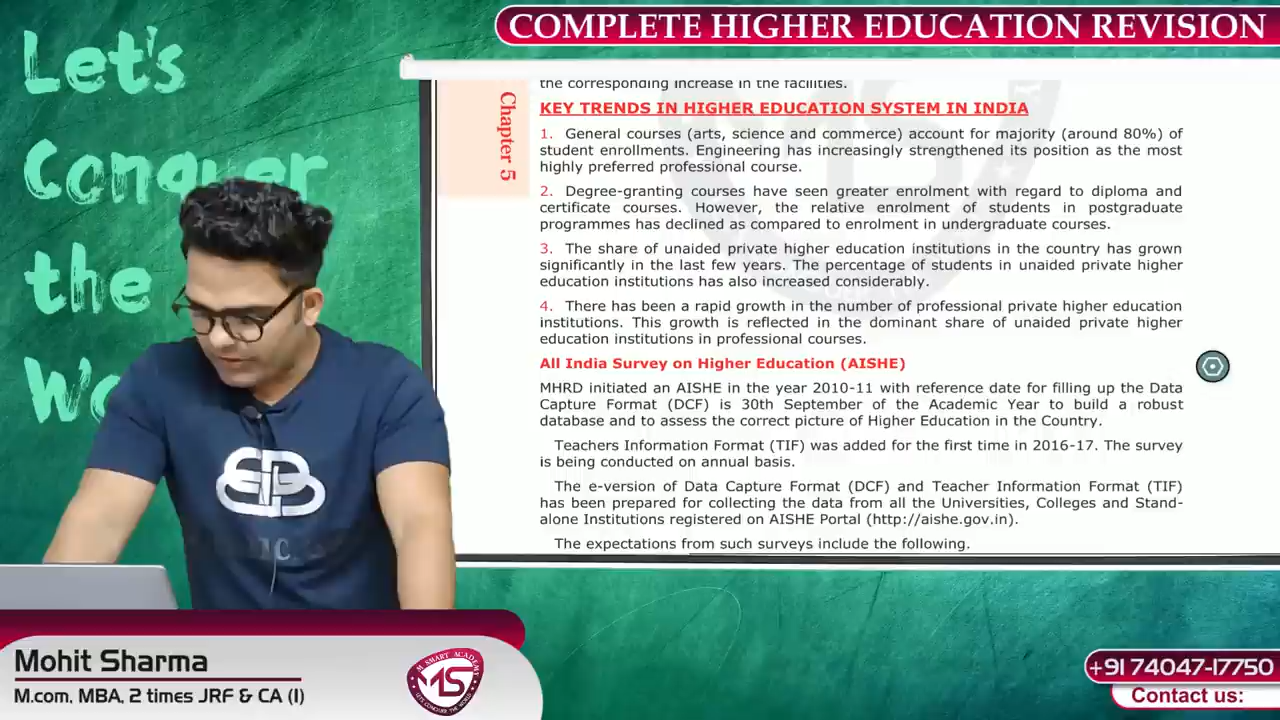 COMPLETE HIGHER EDUCATION REVISION
Let's
Conquer
the
Wo
Chapter 5
the corresponding increase in the facilities.
KEY TRENDS IN HIGHER EDUCATION SYSTEM IN INDIA
1. General courses (arts, science and commerce) account for majority (around 80%) of
student enrollments. Engineering has increasingly strengthened its position as the most
highly preferred professional course.
2. Degree-granting courses have seen greater enrolment with regard to diploma and
certificate courses. However, the relative enrolment of students in postgraduate
programmes has declined as compared to enrolment in undergraduate courses.
3. The share of unaided private higher education institutions in the country has grown
significantly in the last few years. The percentage of students in unaided private higher
education institutions has also increased considerably.
4. There has been a rapid growth in the number of professional private higher education
institutions. This growth is reflected in the dominant share of unaided private higher
education institutions in professional courses.
All India Survey on Higher Education (AISHE)
MHRD initiated an AISHE in the year 2010-11 with reference date for filling up the Data
Capture Format (DCF) is 30th September of the Academic Year to build a robust
database and to assess the correct picture of Higher Education in the Country.
Teachers Information Format (TIF) was added for the first time in 2016-17. The survey
is being conducted on annual basis.
The e-version of Data Capture Format (DCF) and Teacher Information Format (TIF)
has been prepared for collecting the data from all the Universities, Colleges and Stand-
alone Institutions registered on AISHE Portal (http://aishe.gov.in).
The expectations from such surveys include the following.
Mohit Sharma
M.com, MBA, 2 times JRF & CA (I)
M SMART ACADEMY
MS
LETS CONQUER THE WORLD
+91 74047-17750
Contact us: